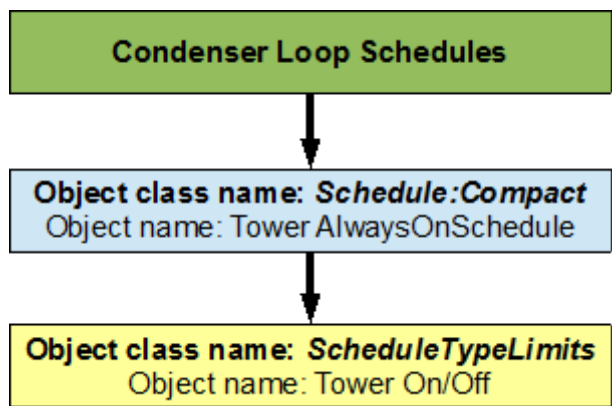 Condenser Loop Schedules
Object class name: Schedule:Compact
Object name: Tower AlwaysOnSchedule
Object class name: ScheduleTypeLimits
Object name: Tower On/Off